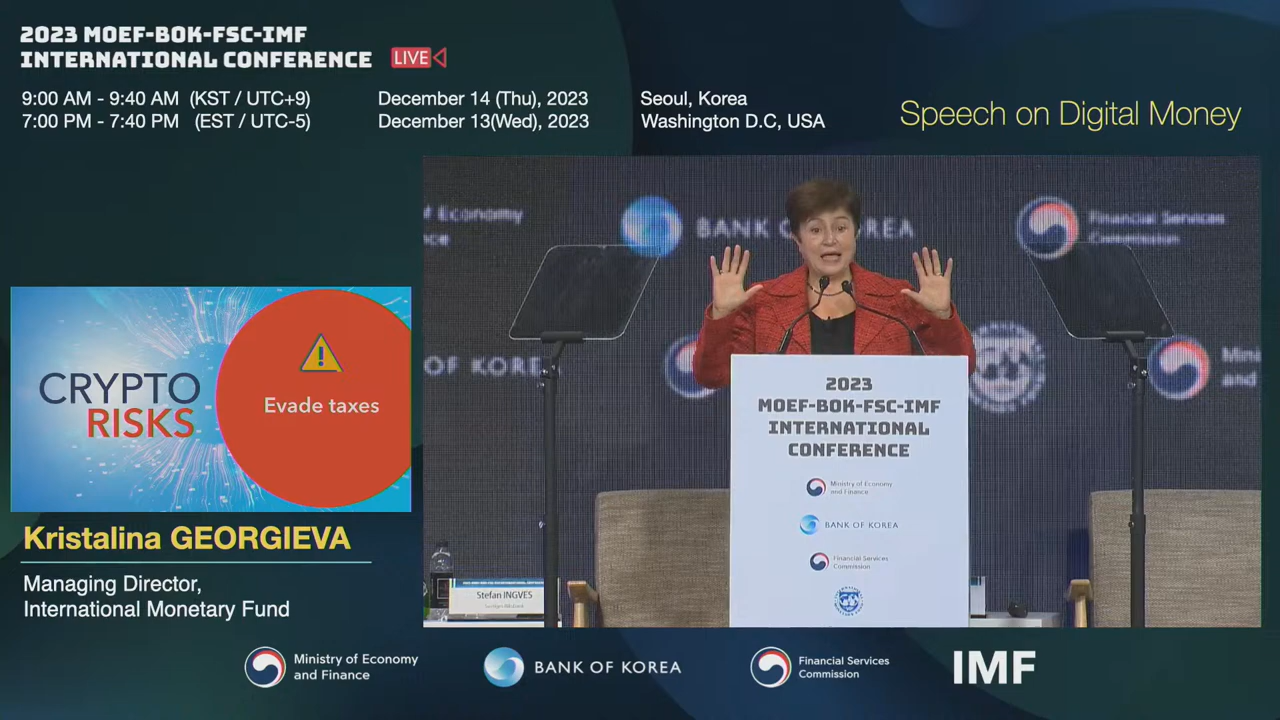 2023 MOEF-BOK-FSC-IMF
INTERNATIONAL CONFERENCE
LIVE
9:00 AM - 9:40 AM (KST / UTC+9)
7:00 PM - 7:40 PM (EST / UTC-5)
December 14 (Thu), 2023
December 13(Wed), 2023
Seoul, Korea
Washington D.C, USA
Speech on Digital Money
CRYPTO
RISKS
Evade taxes
Kristalina GEORGIEVA
Managing Director,
International Monetary Fund
of Economy
BANK OF KOREA
Financial Services
Commission
OF KOREA
2023
MOEF-BOK-FSC-IMF
INTERNATIONAL
CONFERENCE
Ministry of Economy
and Finance
BANK OF KOREA
Financial Services
Commission
Stefan INGVES
Ministry of Economy
and Finance
BANK OF KOREA
Financial Services
Commission
IMF